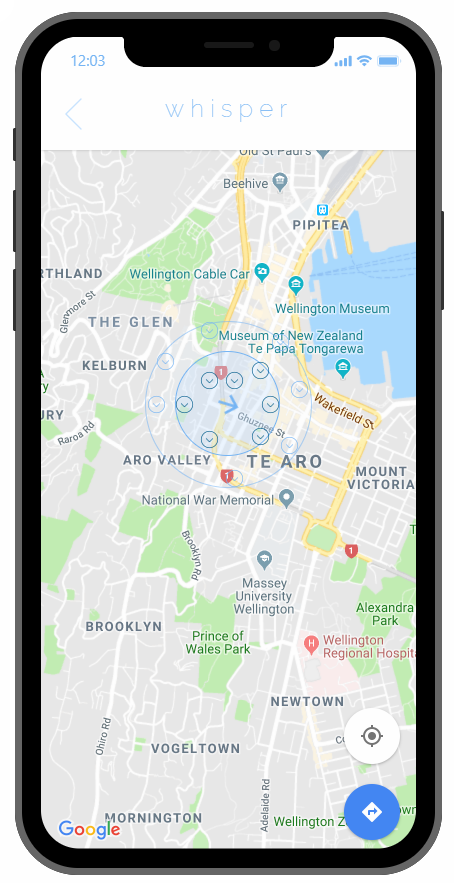 12:03
whisper
Old St Paul's
Beehive
PIPITEA
RTHLAND
Wellington Cable Car
Glenmore St
Wellington Museum
THE GLEN
Museum of New Zealand
Te Papa Tongarewa
KELBURN
1
Wakefield St
URY
Ghuznee St
Raroa Rd
ARO VALLEY
TE ARO
1
MOUNT
VICTORIA
National War Memorial
Brooklyn Rd
1
Massey
University
Wellington
Alexandra
Park
BROOKLYN
Prince of
Wales Park
H
Wellington
Regional Hospita
NEWTOWN
Ohiro Rd
Co
VOGELTOWN
Adelaide Rd
MORNINGTON
Google
Wellington Z
own